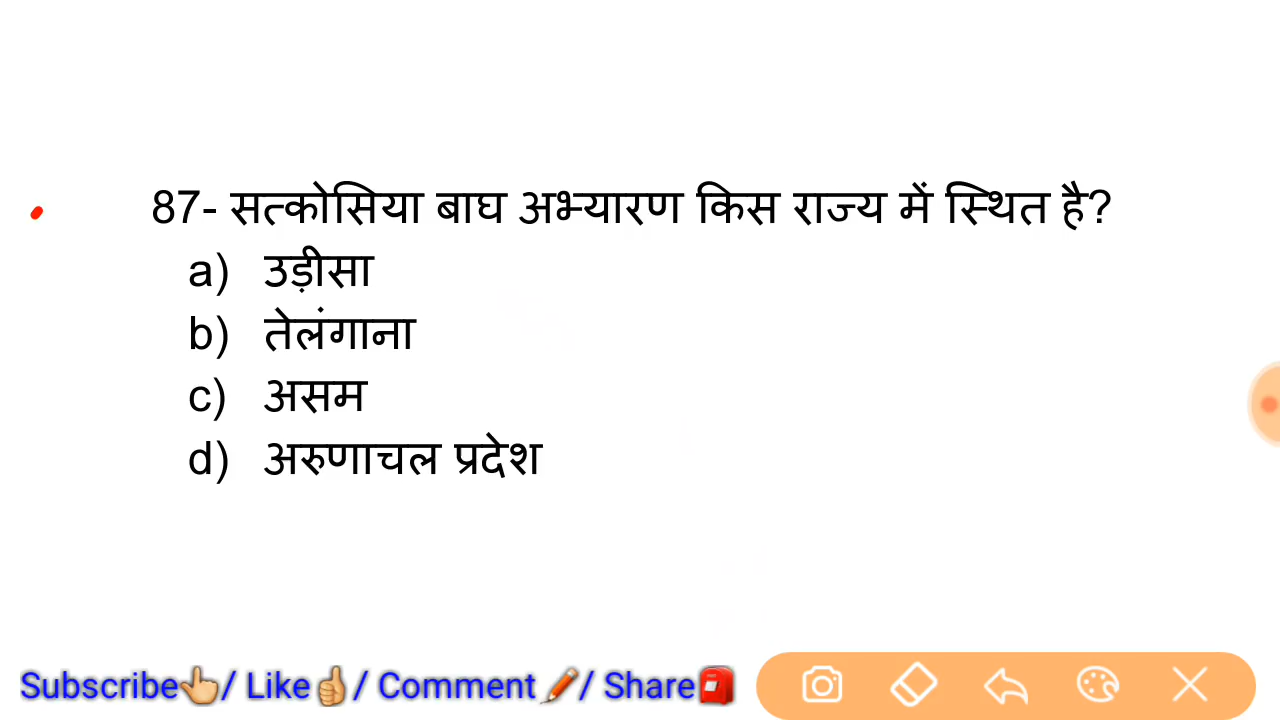 87- सत्कोसिया बाघ अभ्यारण किस राज्य में स्थित है?
a) उड़ीसा
b) तेलंगाना
c) असम
d) अरुणाचल प्रदेश
Subscribe👆/ Like👍/ Comment ✏️/ Share📮